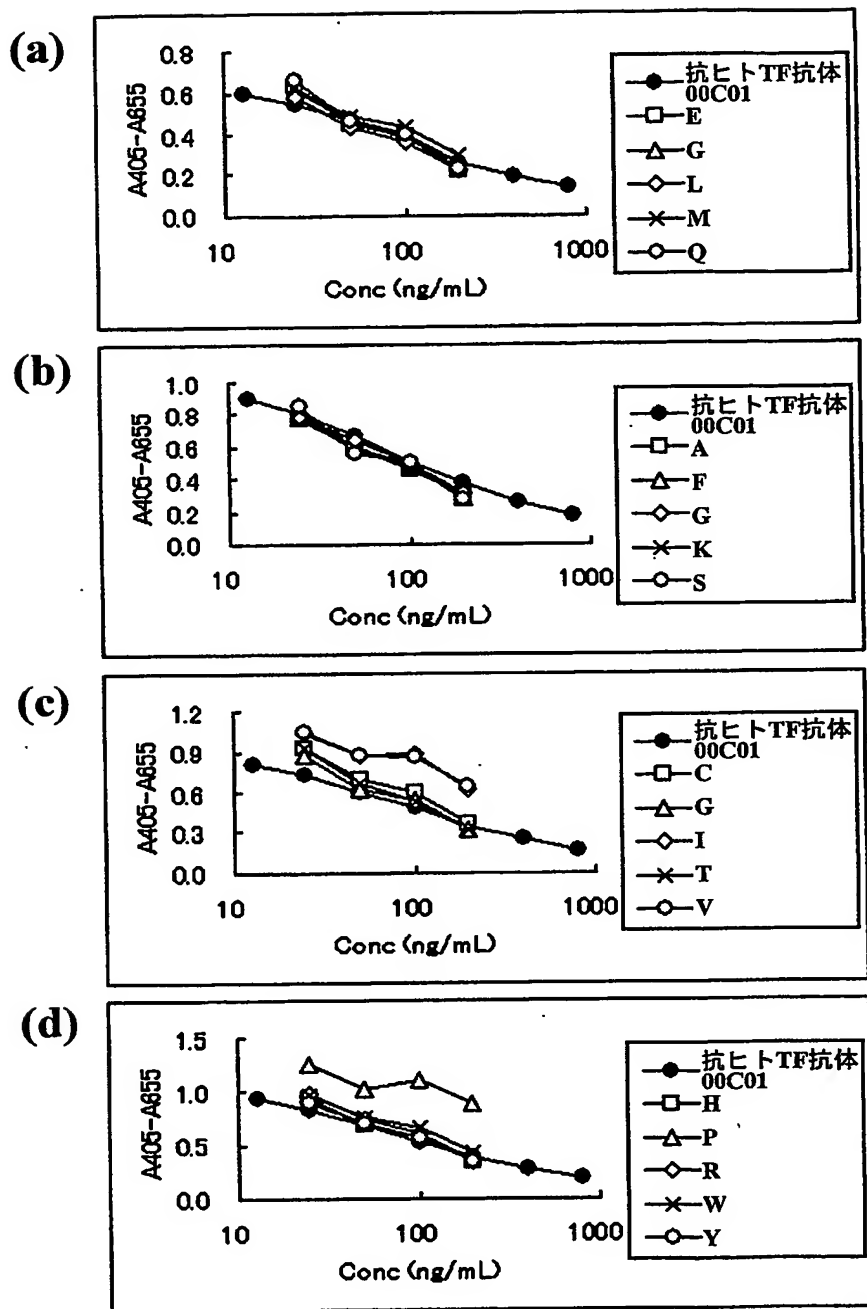 (a)
0.8
0.6
0.4
0.2
0.0
A405-A655
10
100
1000
Conc (ng/mL)
抗ヒトTF抗体
00C01
E
G
L
M
Q
(b)
1.0
0.8
0.6
0.4
0.2
0.0
A405-A655
10
100
1000
Conc (ng/mL)
抗ヒトTF抗体
00C01
A
F
G
K
S
(c)
1.2
0.9
0.6
0.3
0.0
A405-A655
10
100
1000
Conc (ng/mL)
抗ヒトTF抗体
00C01
C
G
I
T
V
(d)
1.5
1.0
0.5
0.0
A405-A655
10
100
1000
Conc (ng/mL)
抗ヒトTF抗体
00C01
H
P
R
W
Y